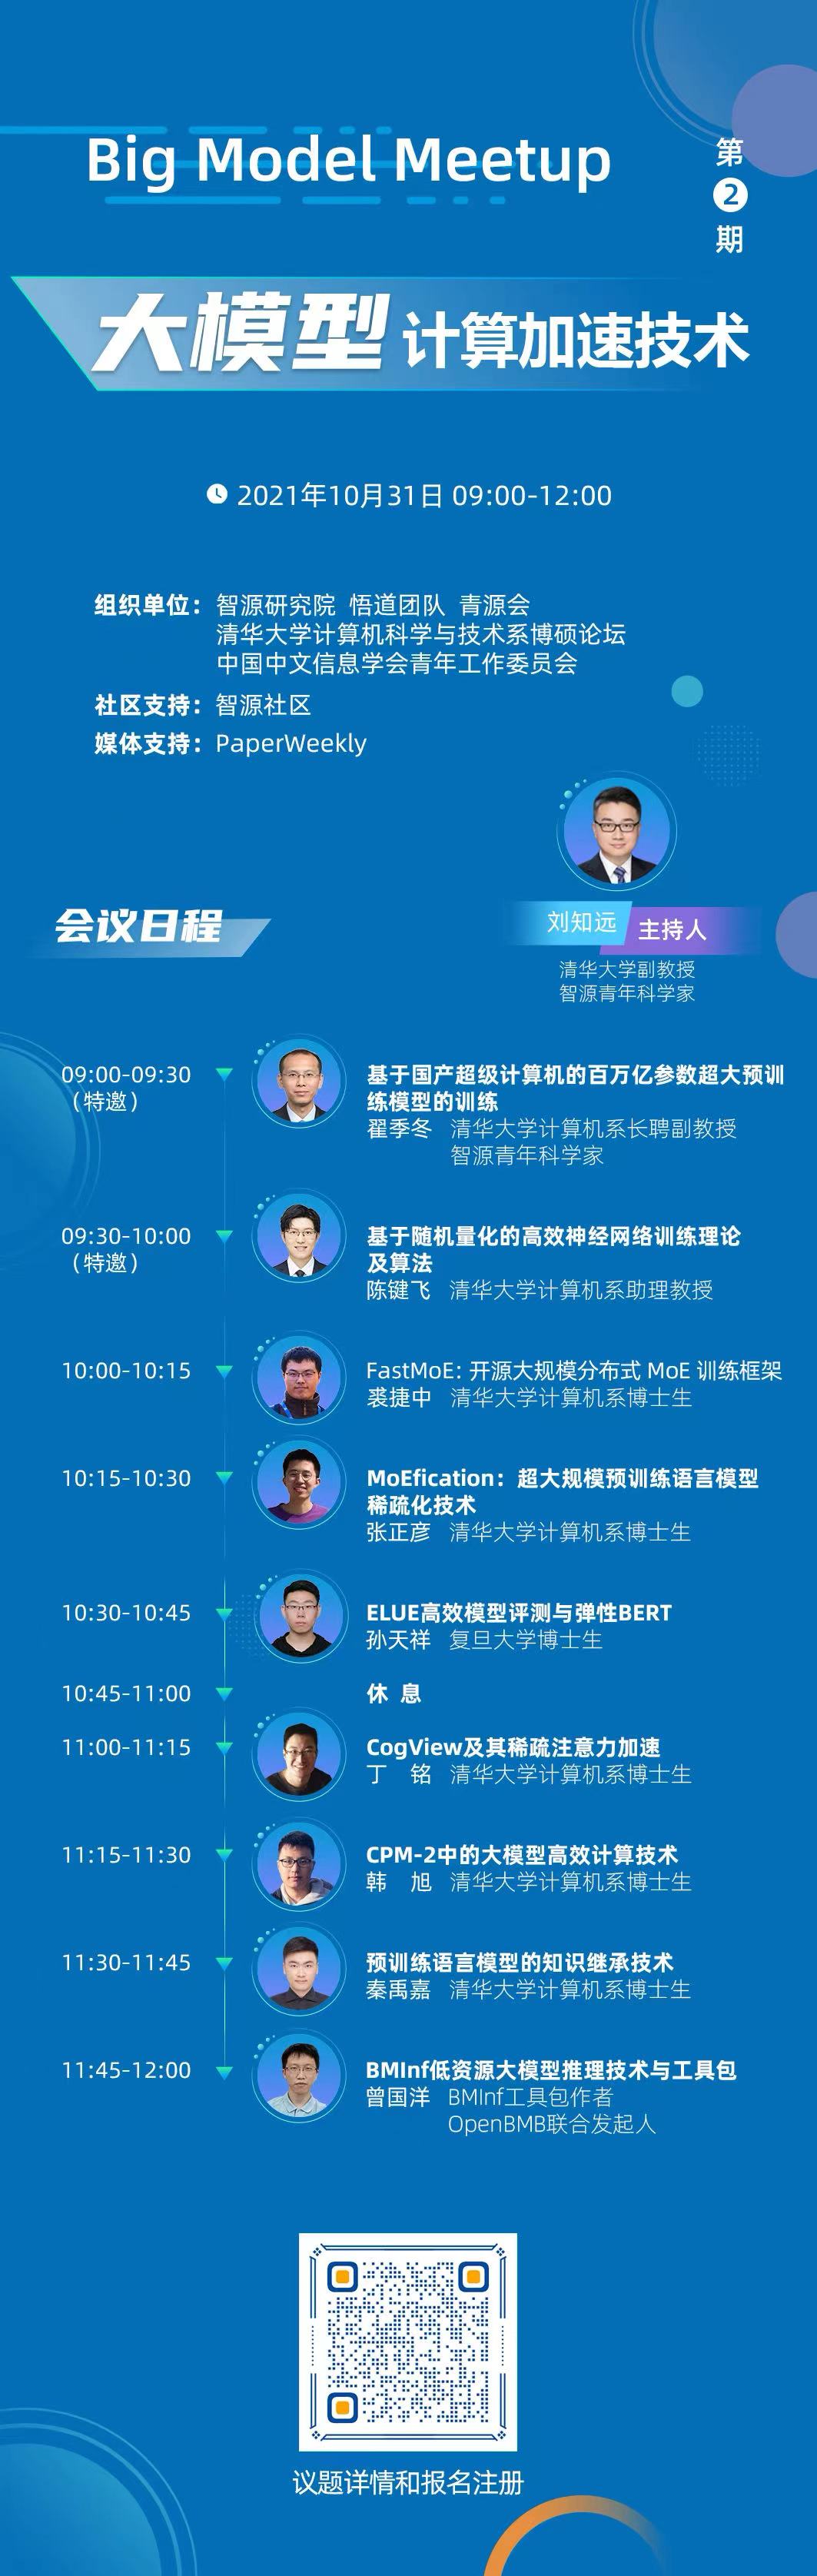 Big Model Meetup
第
2
期
大模型 计算加速技术
2021年10月31日 09:00-12:00
组织单位：智源研究院 悟道团队 青源会
清华大学计算机科学与技术系博硕论坛
中国中文信息学会青年工作委员会
社区支持：智源社区
媒体支持：PaperWeekly
会议日程
刘知远 主持人
清华大学副教授
智源青年科学家
09:00-09:30
（特邀）
基于国产超级计算机的百万亿参数超大预训
练模型的训练
翟季冬 清华大学计算机系长聘副教授
智源青年科学家
09:30-10:00
（特邀）
基于随机量化的高效神经网络训练理论
及算法
陈键飞 清华大学计算机系助理教授
10:00-10:15
FastMoE: 开源大规模分布式 MoE 训练框架
裘捷中 清华大学计算机系博士生
10:15-10:30
MoEfication：超大规模预训练语言模型
稀疏化技术
张正彦 清华大学计算机系博士生
10:30-10:45
ELUE高效模型评测与弹性BERT
孙天祥 复旦大学博士生
10:45-11:00
休 息
11:00-11:15
CogView及其稀疏注意力加速
丁 铭 清华大学计算机系博士生
11:15-11:30
CPM-2中的大模型高效计算技术
韩 旭 清华大学计算机系博士生
11:30-11:45
预训练语言模型的知识继承技术
秦禹嘉 清华大学计算机系博士生
11:45-12:00
BMInf低资源大模型推理技术与工具包
曾国洋 BMInf工具包作者
OpenBMB联合发起人
议题详情和报名注册